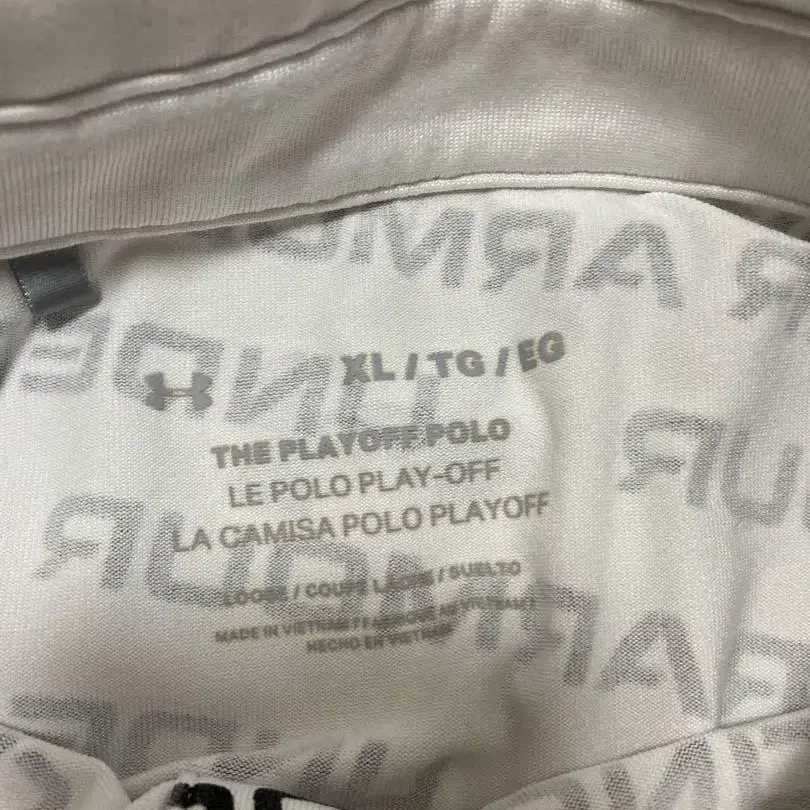 XL / TG / EG
THE PLAYOFF POLO
LE POLO PLAY-OFF
LA CAMISA POLO PLAYOFF
LOOSE / COUPE LARGE / SUELTO
MADE IN VIETNAM / FABRIQUÉ AU VIETNAM /
HECHO EN VIETNAM